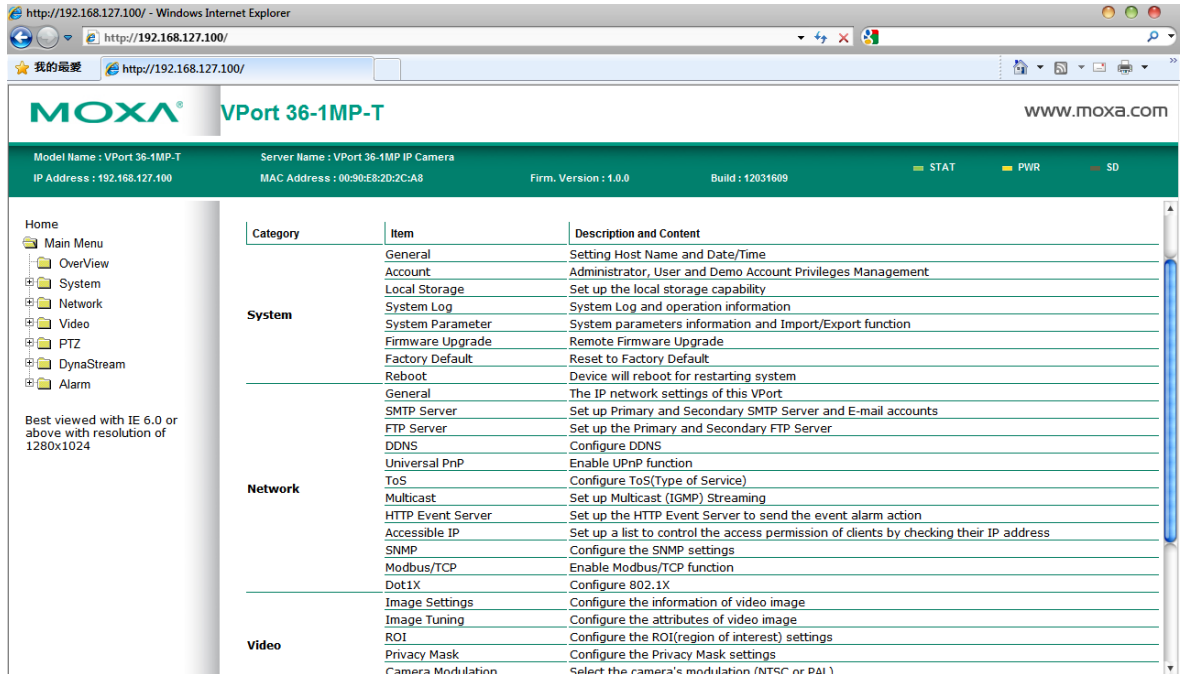 http://192.168.127.100/ - Windows Internet Explorer
http://192.168.127.100/
我的最愛 http://192.168.127.100/
MOXA® VPort 36-1MP-T www.moxa.com
Model Name : VPort 36-1MP-T Server Name : VPort 36-1MP IP Camera STAT PWR SD
IP Address : 192.168.127.100 MAC Address : 00:90:E8:2D:2C:A8 Firm. Version : 1.0.0 Build : 12031609
Home
Main Menu
OverView
System
Network
Video
PTZ
DynaStream
Alarm
Best viewed with IE 6.0 or
above with resolution of
1280x1024
Category Item Description and Content
System
General Setting Host Name and Date/Time
Account Administrator, User and Demo Account Privileges Management
Local Storage Set up the local storage capability
System Log System Log and operation information
System Parameter System parameters information and Import/Export function
Firmware Upgrade Remote Firmware Upgrade
Factory Default Reset to Factory Default
Reboot Device will reboot for restarting system
Network
General The IP network settings of this VPort
SMTP Server Set up Primary and Secondary SMTP Server and E-mail accounts
FTP Server Set up the Primary and Secondary FTP Server
DDNS Configure DDNS
Universal PnP Enable UPnP function
ToS Configure ToS(Type of Service)
Multicast Set up Multicast (IGMP) Streaming
HTTP Event Server Set up the HTTP Event Server to send the event alarm action
Accessible IP Set up a list to control the access permission of clients by checking their IP address
SNMP Configure the SNMP settings
Modbus/TCP Enable Modbus/TCP function
Dot1X Configure 802.1X
Video
Image Settings Configure the information of video image
Image Tuning Configure the attributes of video image
ROI Configure the ROI(region of interest) settings
Privacy Mask Configure the Privacy Mask settings
Camera Modulation Select the camera's modulation (NTSC or PAL)